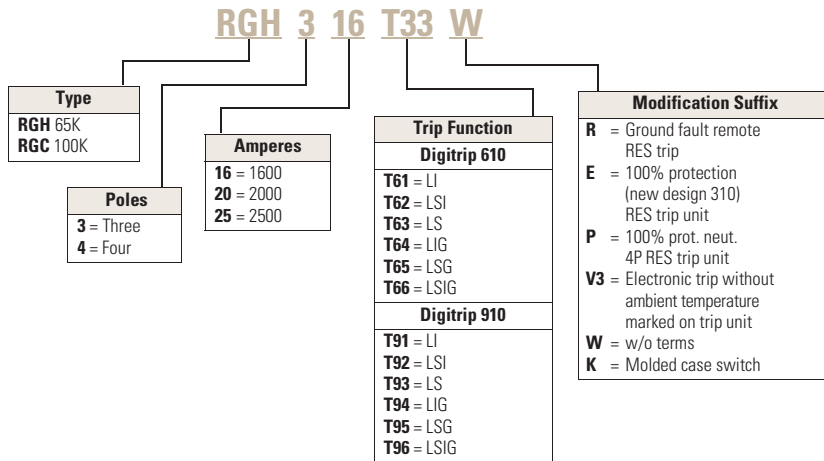 RGH 3 16 T33 W
Type
RGH 65K
RGC 100K
Poles
3 = Three
4 = Four
Amperes
16 = 1600
20 = 2000
25 = 2500
Trip Function
Digitrip 610
T61 = LI
T62 = LSI
T63 = LS
T64 = LIG
T65 = LSG
T66 = LSIG
Digitrip 910
T91 = LI
T92 = LSI
T93 = LS
T94 = LIG
T95 = LSG
T96 = LSIG
Modification Suffix
R = Ground fault remote
RES trip
E = 100% protection
(new design 310)
RES trip unit
P = 100% prot. neut.
4P RES trip unit
V3 = Electronic trip without
ambient temperature
marked on trip unit
W = w/o terms
K = Molded case switch